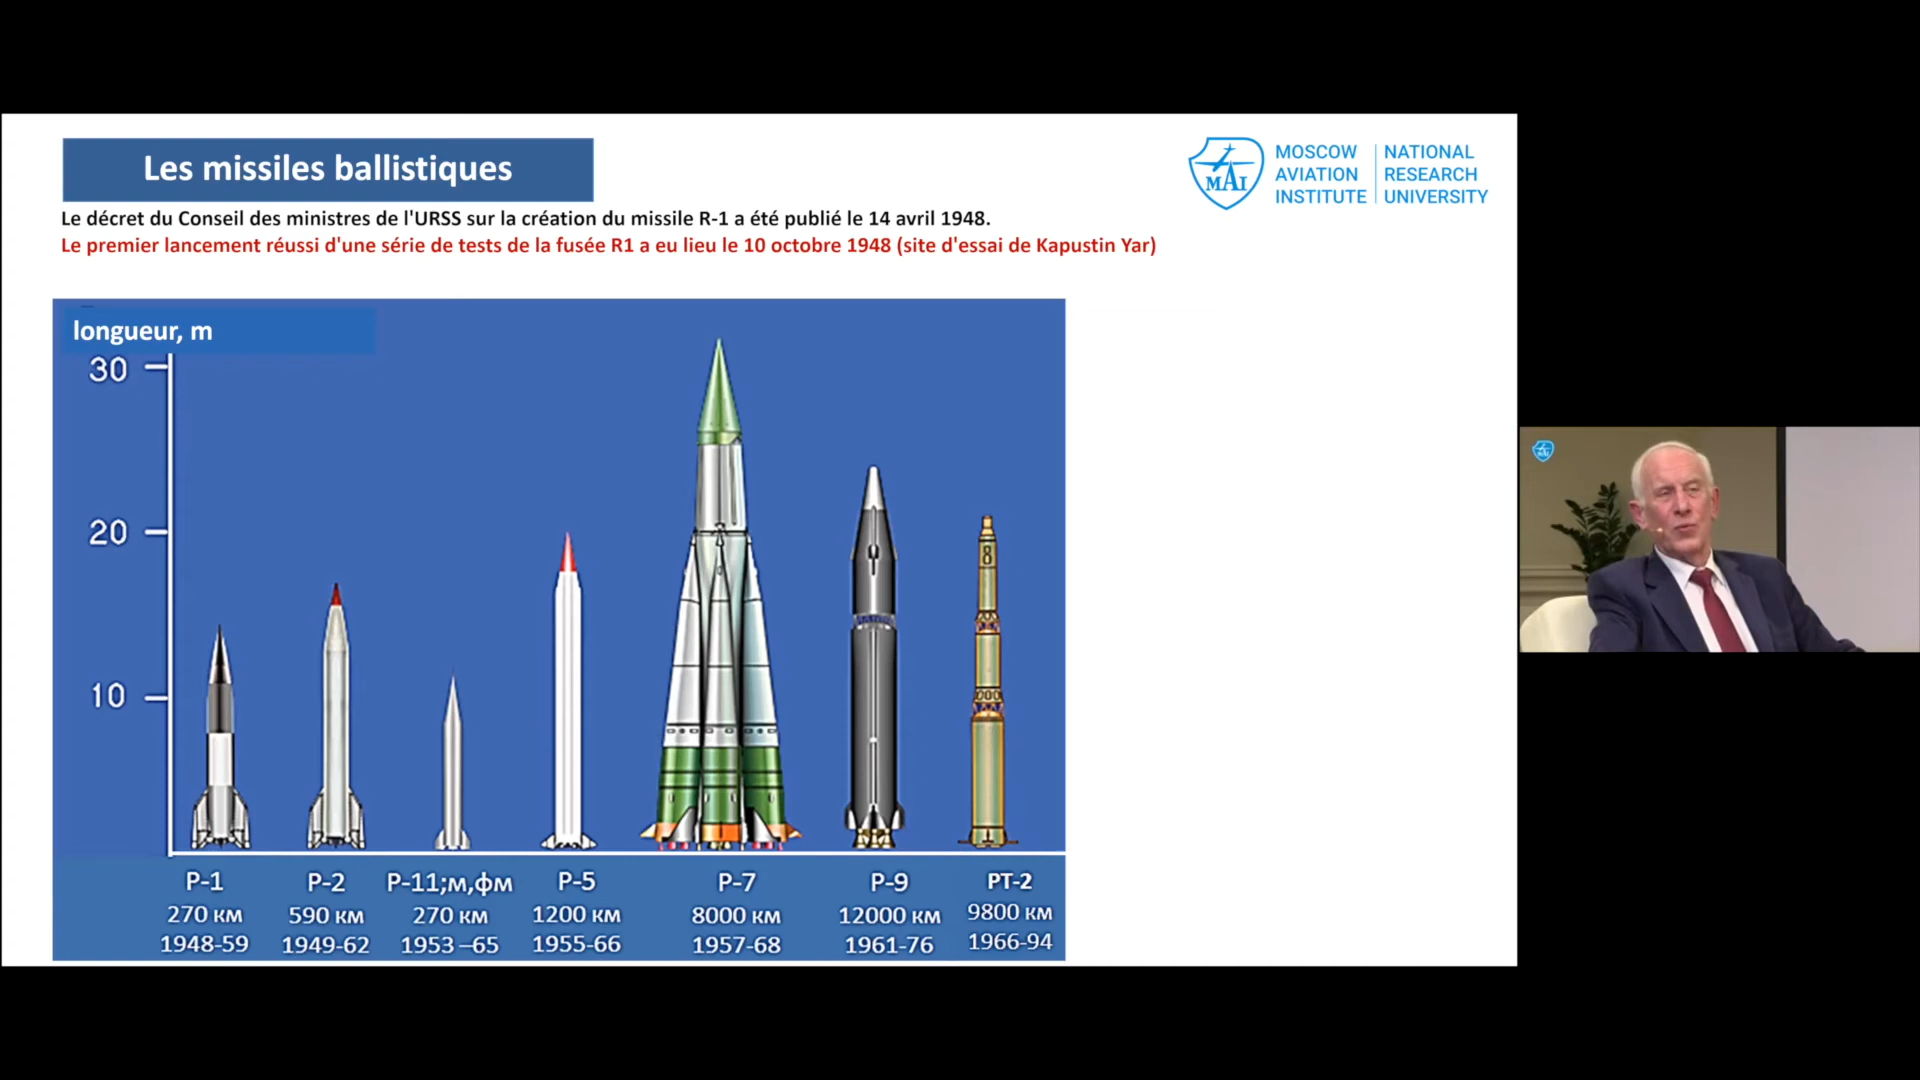 Les missiles ballistiques
MOSCOW
AVIATION
INSTITUTE
NATIONAL
RESEARCH
UNIVERSITY
MAI
Le décret du Conseil des ministres de l'URSS sur la création du missile R-1 a été publié le 14 avril 1948.
Le premier lancement réussi d'une série de tests de la fusée R1 a eu lieu le 10 octobre 1948 (site d'essai de Kapustin Yar)
longueur, m
30
20
10
8
Р-1
270 км
1948-59
Р-2
590 км
1949-62
Р-11;м,фм
270 км
1953 –65
Р-5
1200 км
1955-66
Р-7
8000 км
1957-68
Р-9
12000 км
1961-76
РТ-2
9800 км
1966-94